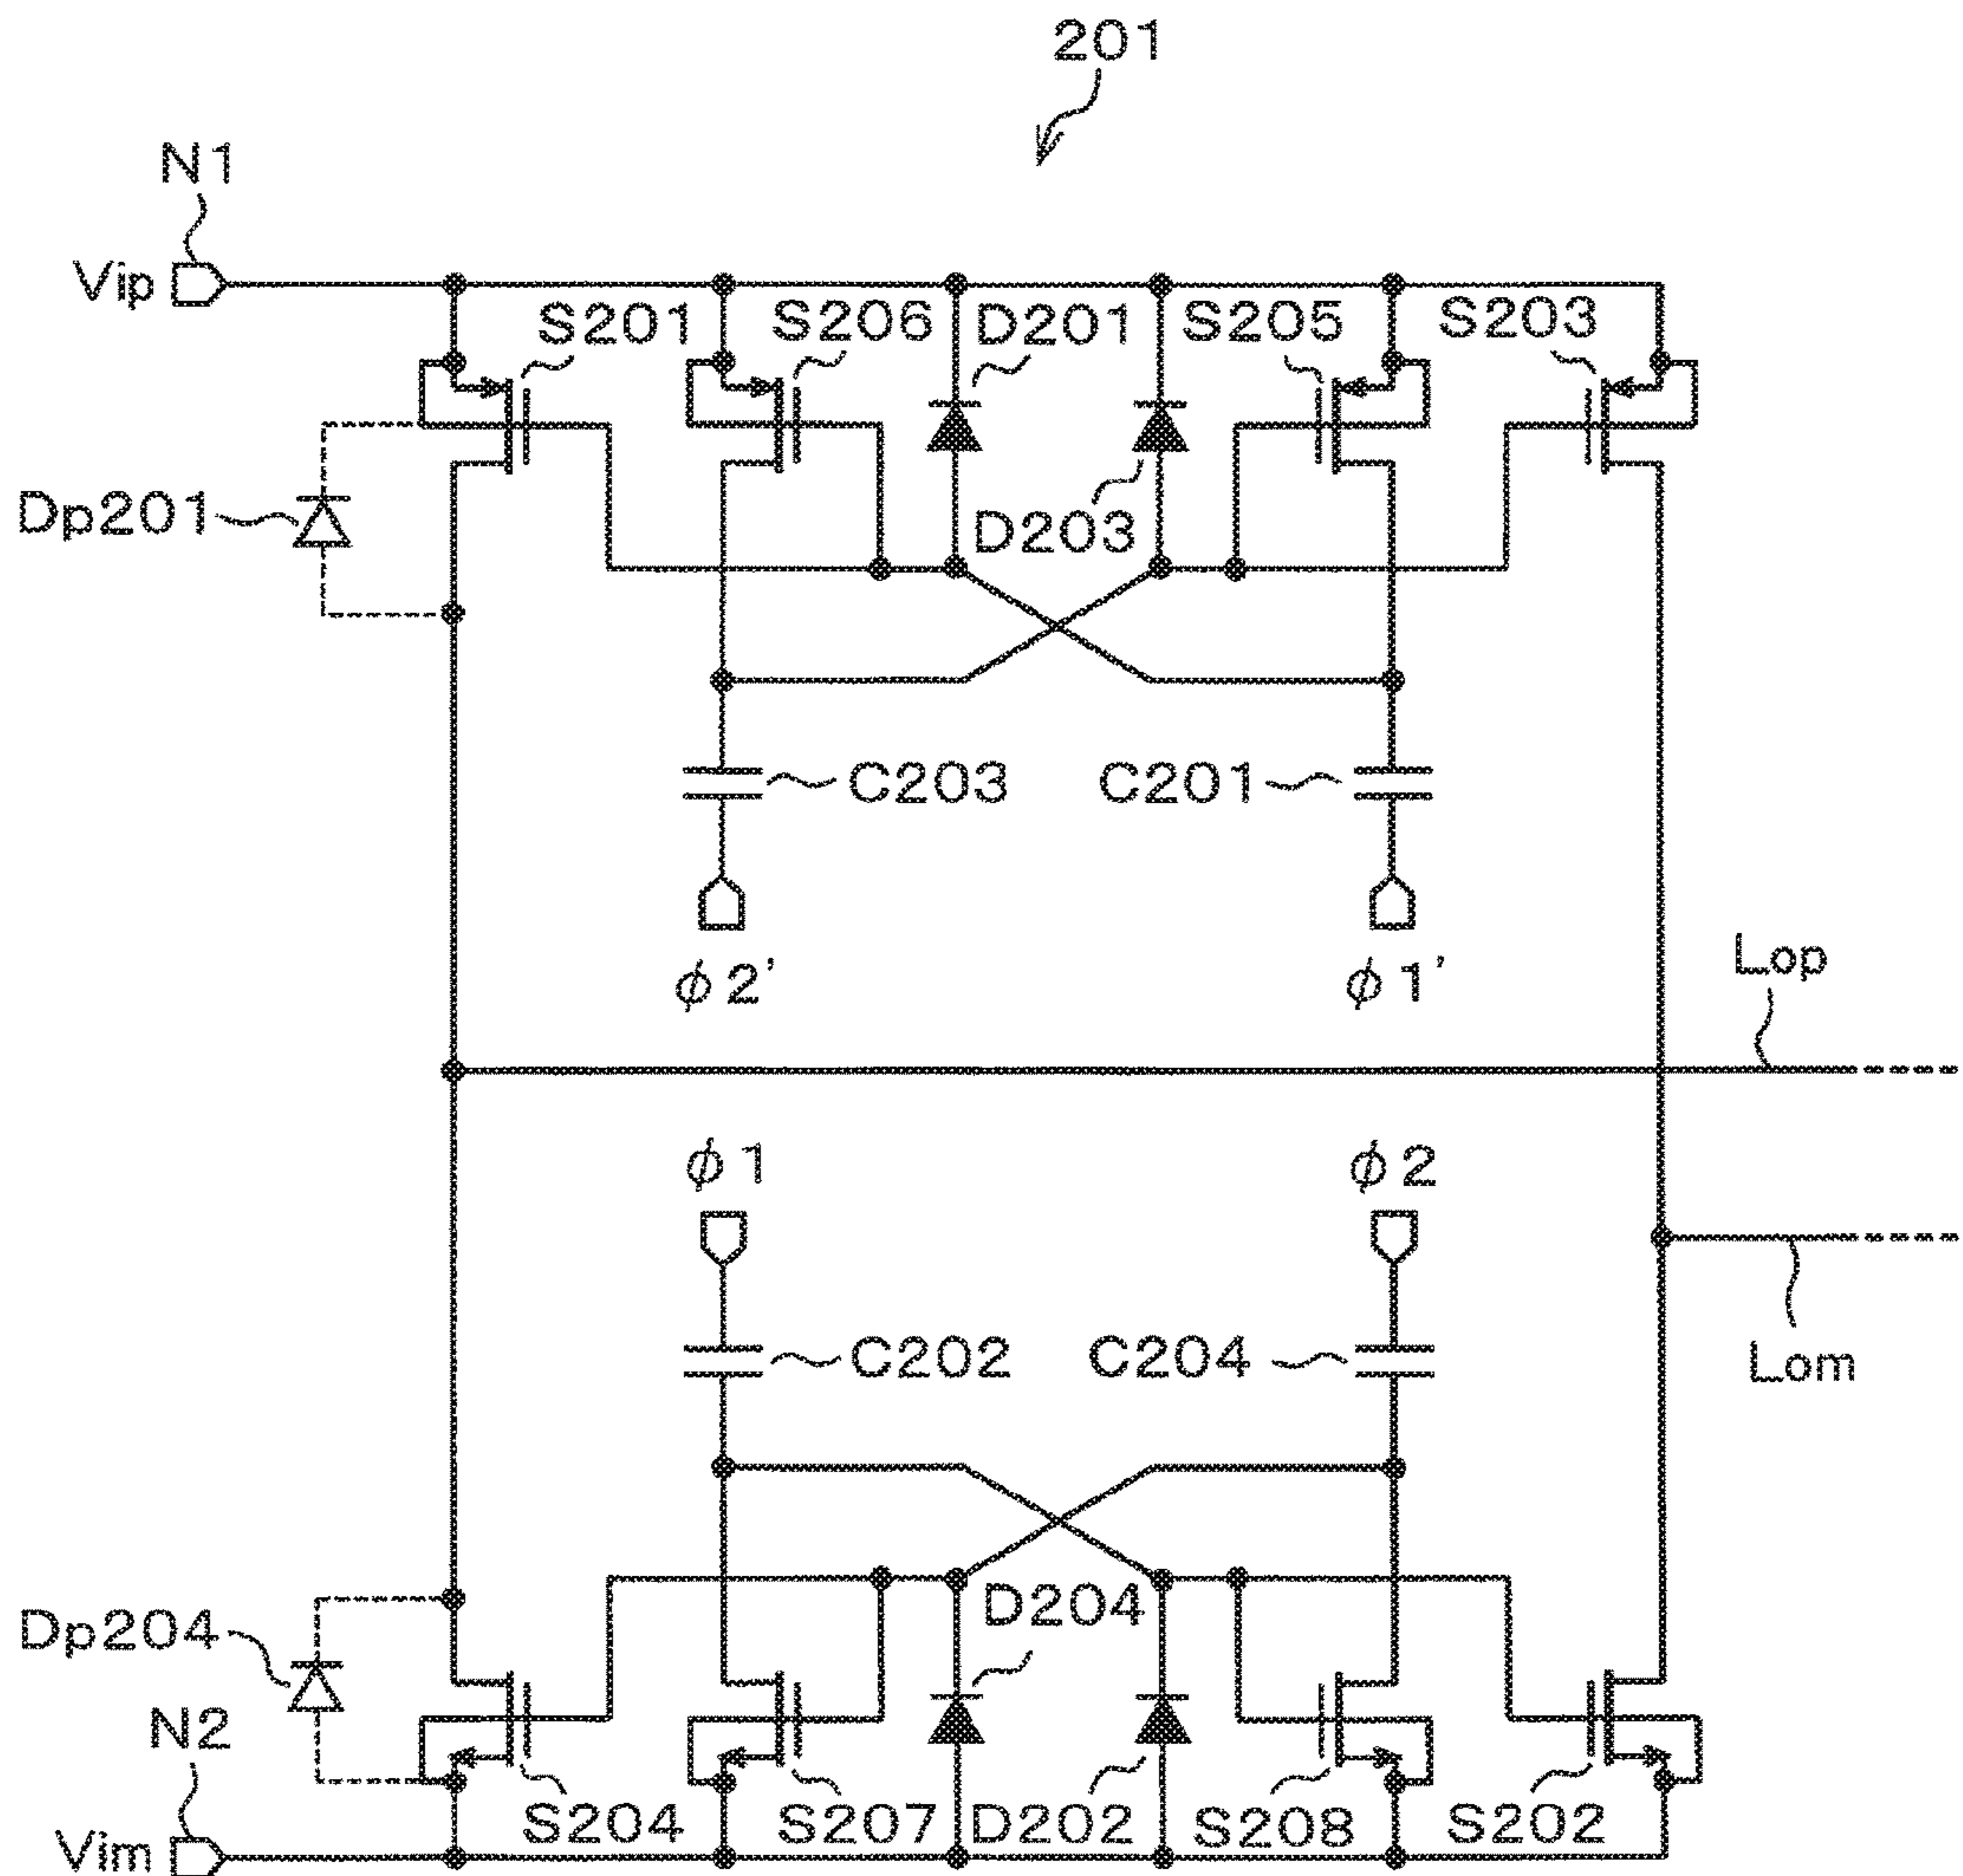 201
N1
Vip
S201 S206 D201 S205 S203
Dp201
D203
C203 C201
ϕ2' ϕ1'
Lop
ϕ1 ϕ2
C202 C204
Lom
D204
Dp204
N2
S204 S207 D202 S208 S202
Vim